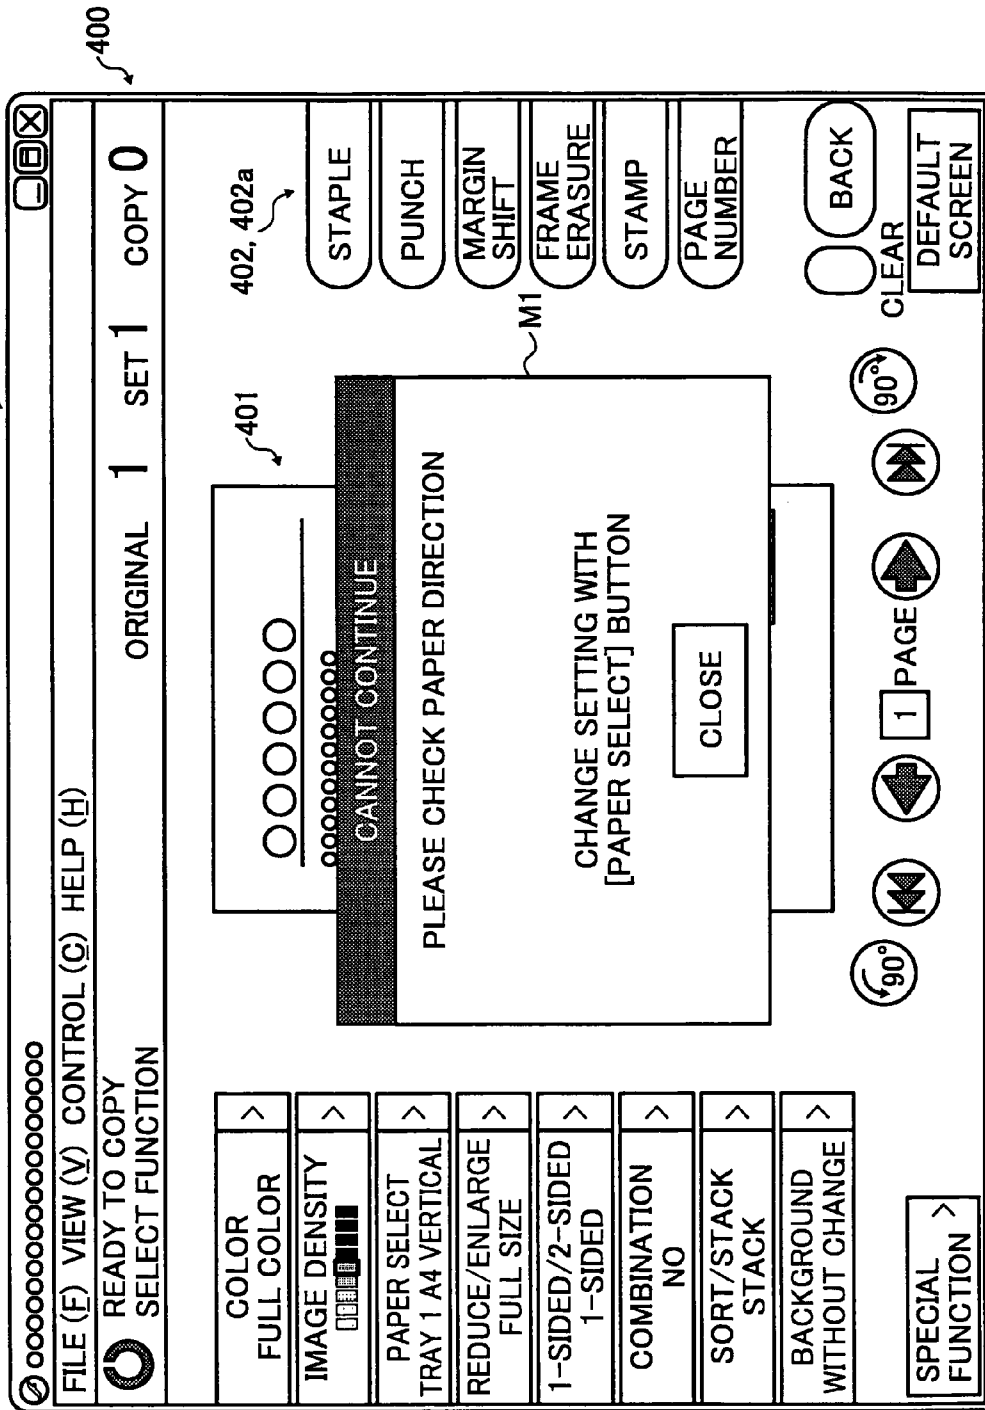 400
FILE (F) VIEW (V) CONTROL (C) HELP (H)
READY TO COPY
SELECT FUNCTION
ORIGINAL 1 SET 1 COPY 0
COLOR >
FULL COLOR
IMAGE DENSITY >
PAPER SELECT >
TRAY 1 A4 VERTICAL
REDUCE/ENLARGE >
FULL SIZE
1-SIDED/2-SIDED >
1-SIDED
COMBINATION >
NO
SORT/STACK >
STACK
BACKGROUND >
WITHOUT CHANGE
SPECIAL
FUNCTION >
401
CANNOT CONTINUE
PLEASE CHECK PAPER DIRECTION
CHANGE SETTING WITH
[PAPER SELECT] BUTTON
CLOSE
M1
402, 402a
STAPLE
PUNCH
MARGIN
SHIFT
FRAME
ERASURE
STAMP
PAGE
NUMBER
90°
1 PAGE
90°
CLEAR
BACK
DEFAULT
SCREEN